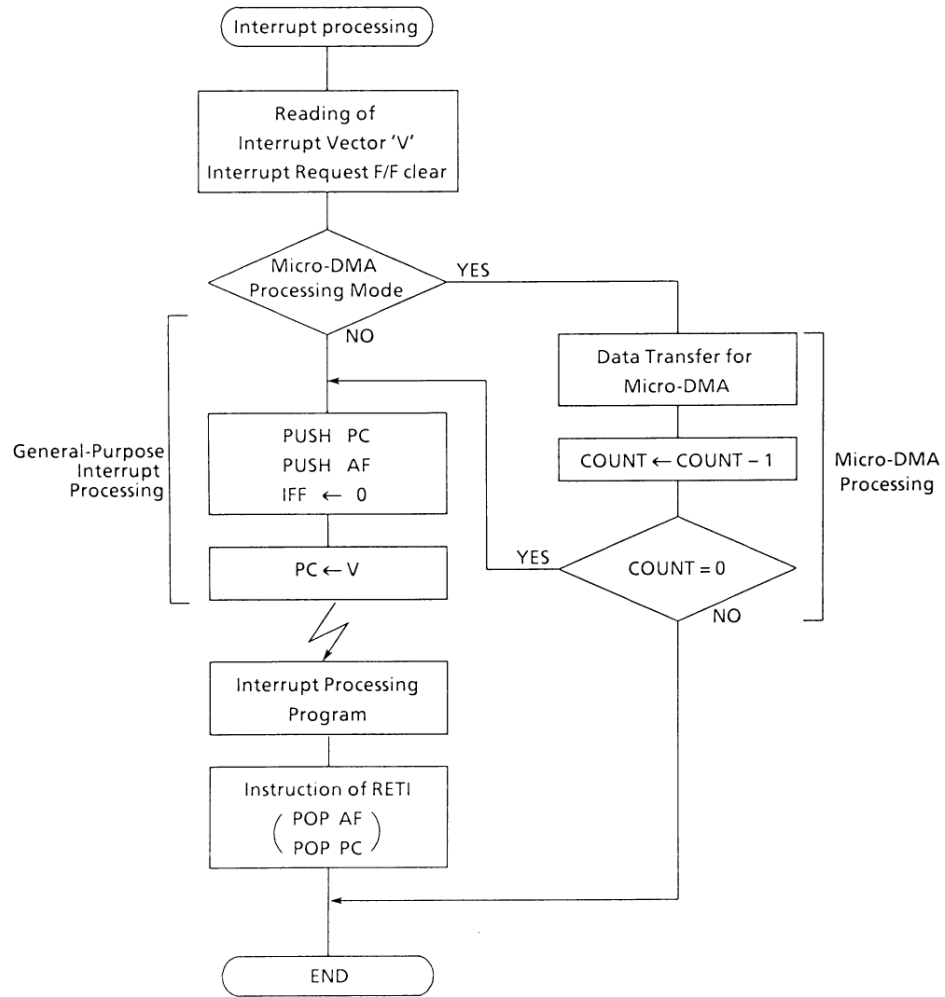 Interrupt processing
Reading of
Interrupt Vector 'V'
Interrupt Request F/F clear
Micro-DMA
Processing Mode
YES
NO
Data Transfer for
Micro-DMA
COUNT ← COUNT – 1
COUNT = 0
YES
NO
Micro-DMA
Processing
General-Purpose
Interrupt
Processing
PUSH PC
PUSH AF
IFF ← 0
PC ← V
Interrupt Processing
Program
Instruction of RETI
( POP AF
POP PC )
END